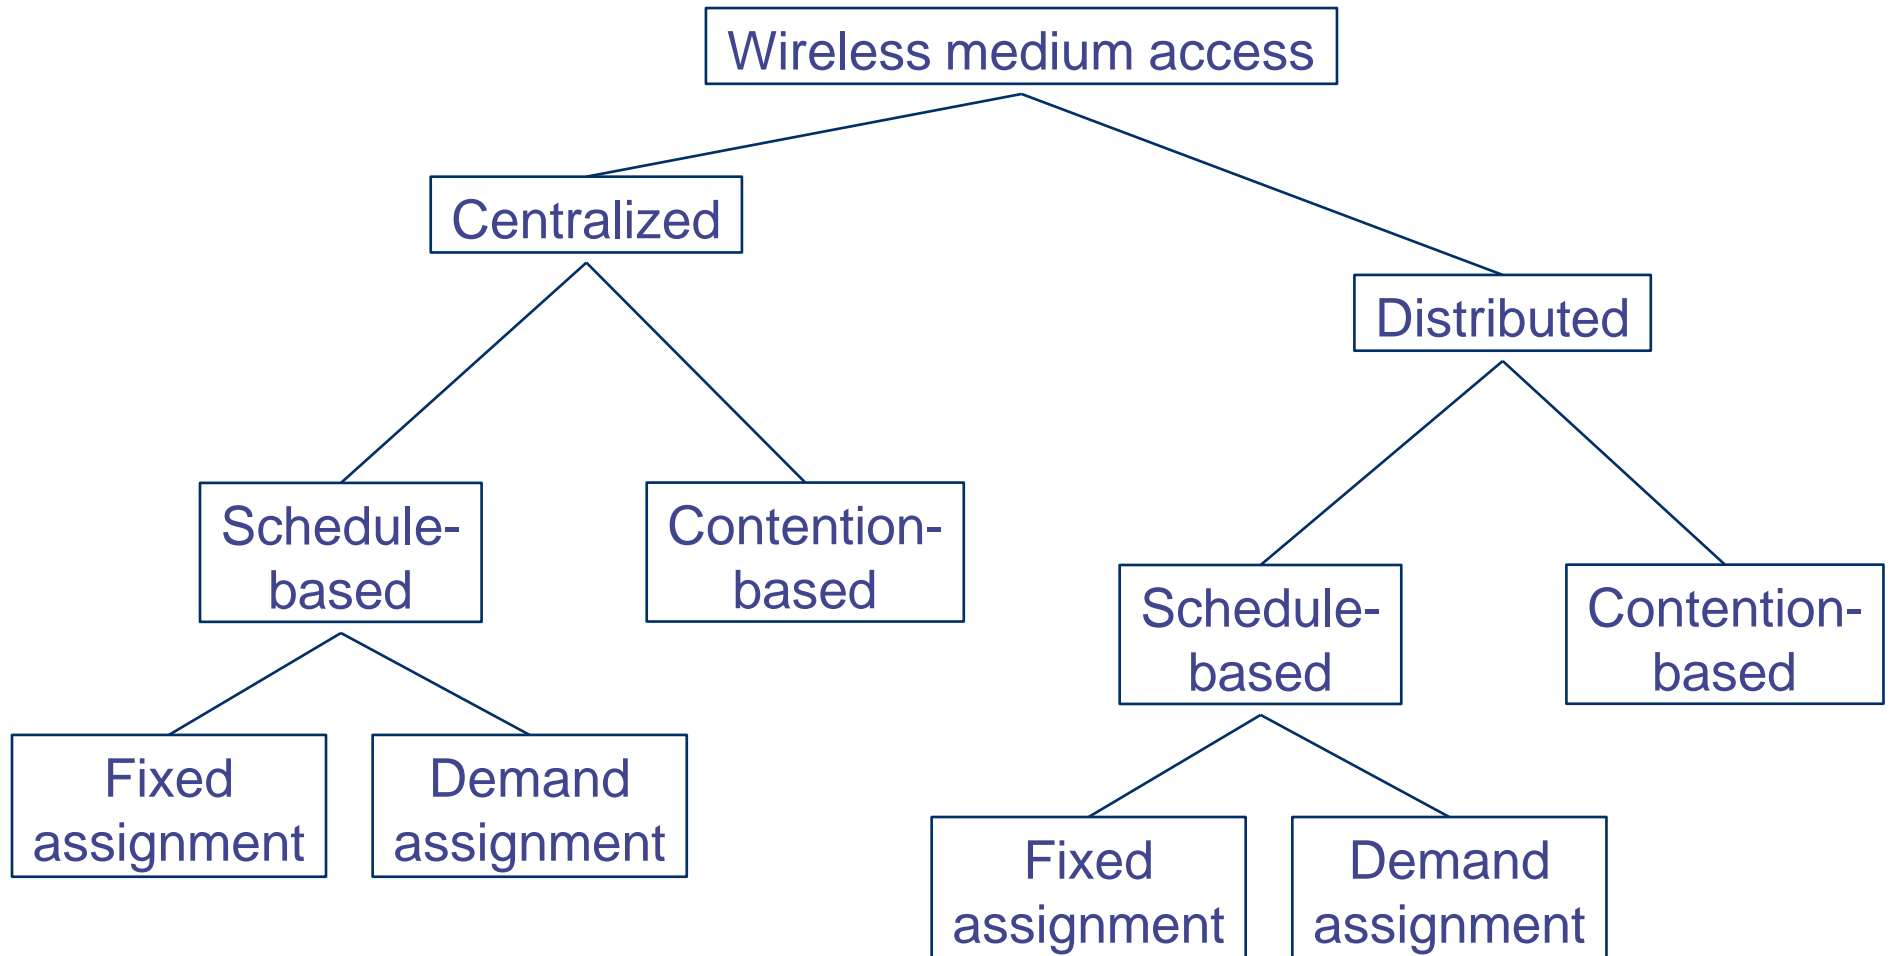 Wireless medium access
Centralized
Distributed
Schedule-
based
Contention-
based
Schedule-
based
Contention-
based
Fixed
assignment
Demand
assignment
Fixed
assignment
Demand
assignment